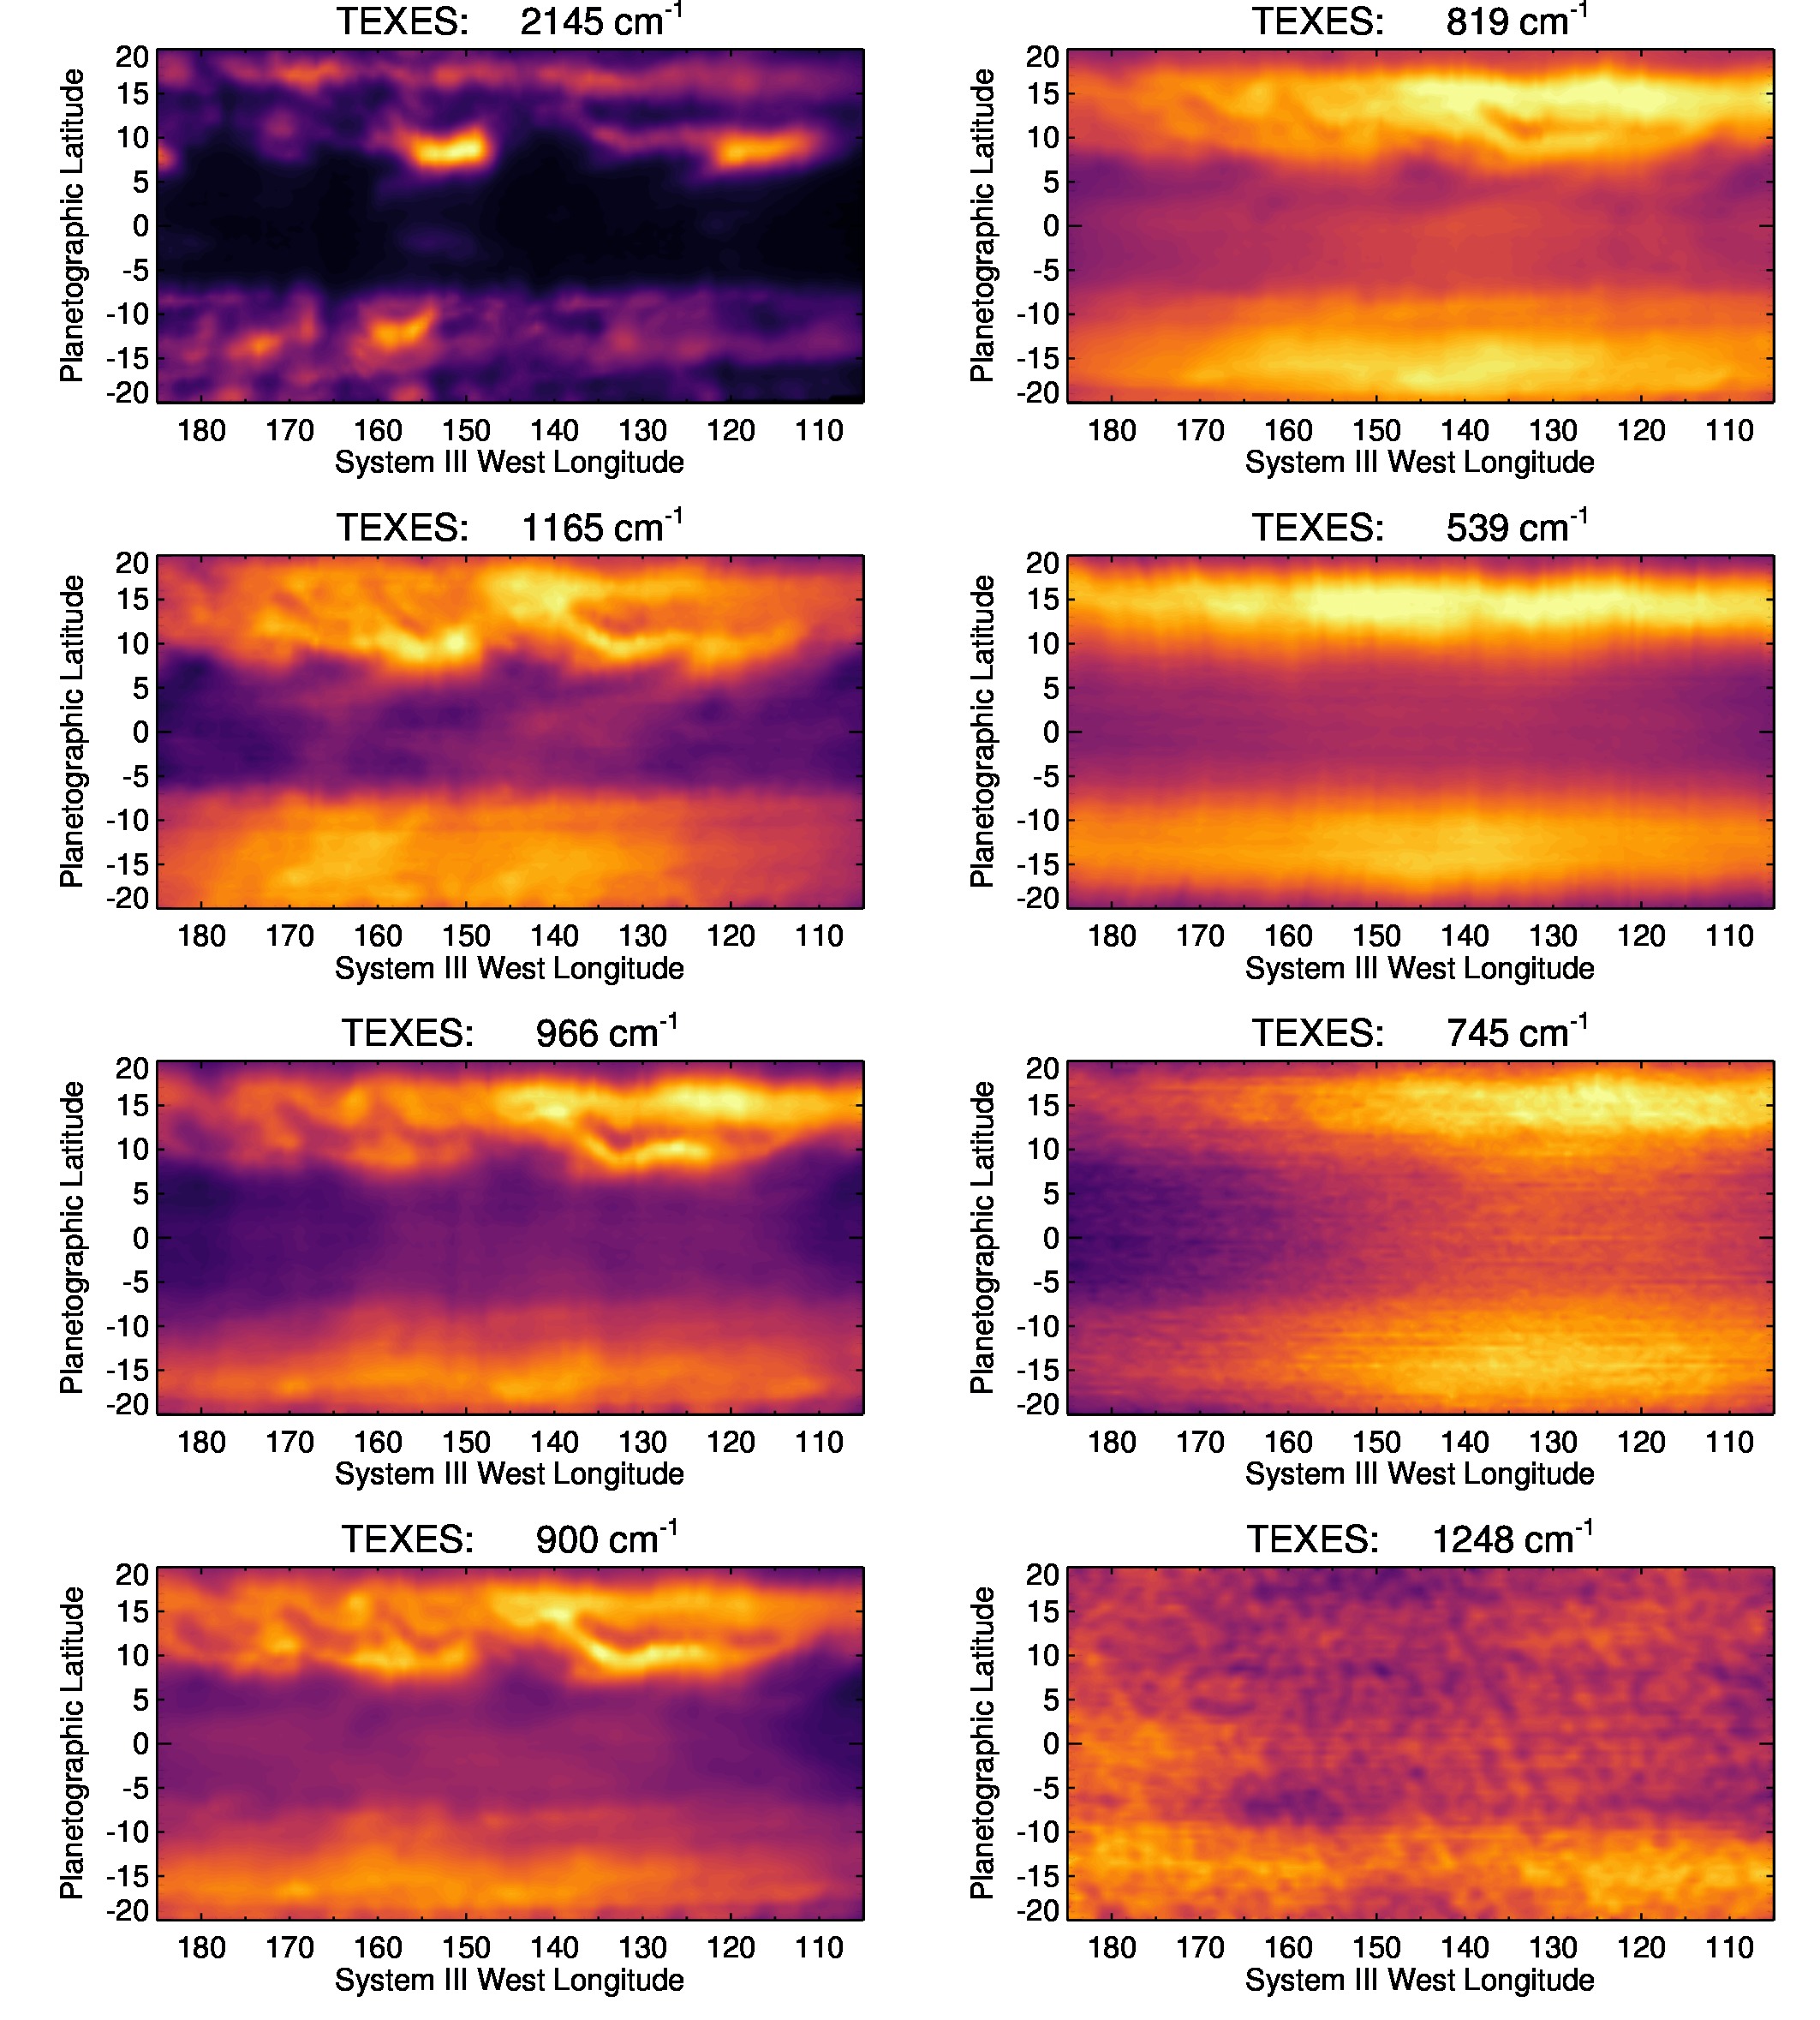 TEXES: 2145 cm-1
Planetographic Latitude
20
15
10
5
0
-5
-10
-15
-20
180 170 160 150 140 130 120 110
System III West Longitude
TEXES: 819 cm-1
Planetographic Latitude
20
15
10
5
0
-5
-10
-15
-20
180 170 160 150 140 130 120 110
System III West Longitude
TEXES: 1165 cm-1
Planetographic Latitude
20
15
10
5
0
-5
-10
-15
-20
180 170 160 150 140 130 120 110
System III West Longitude
TEXES: 539 cm-1
Planetographic Latitude
20
15
10
5
0
-5
-10
-15
-20
180 170 160 150 140 130 120 110
System III West Longitude
TEXES: 966 cm-1
Planetographic Latitude
20
15
10
5
0
-5
-10
-15
-20
180 170 160 150 140 130 120 110
System III West Longitude
TEXES: 745 cm-1
Planetographic Latitude
20
15
10
5
0
-5
-10
-15
-20
180 170 160 150 140 130 120 110
System III West Longitude
TEXES: 900 cm-1
Planetographic Latitude
20
15
10
5
0
-5
-10
-15
-20
180 170 160 150 140 130 120 110
System III West Longitude
TEXES: 1248 cm-1
Planetographic Latitude
20
15
10
5
0
-5
-10
-15
-20
180 170 160 150 140 130 120 110
System III West Longitude